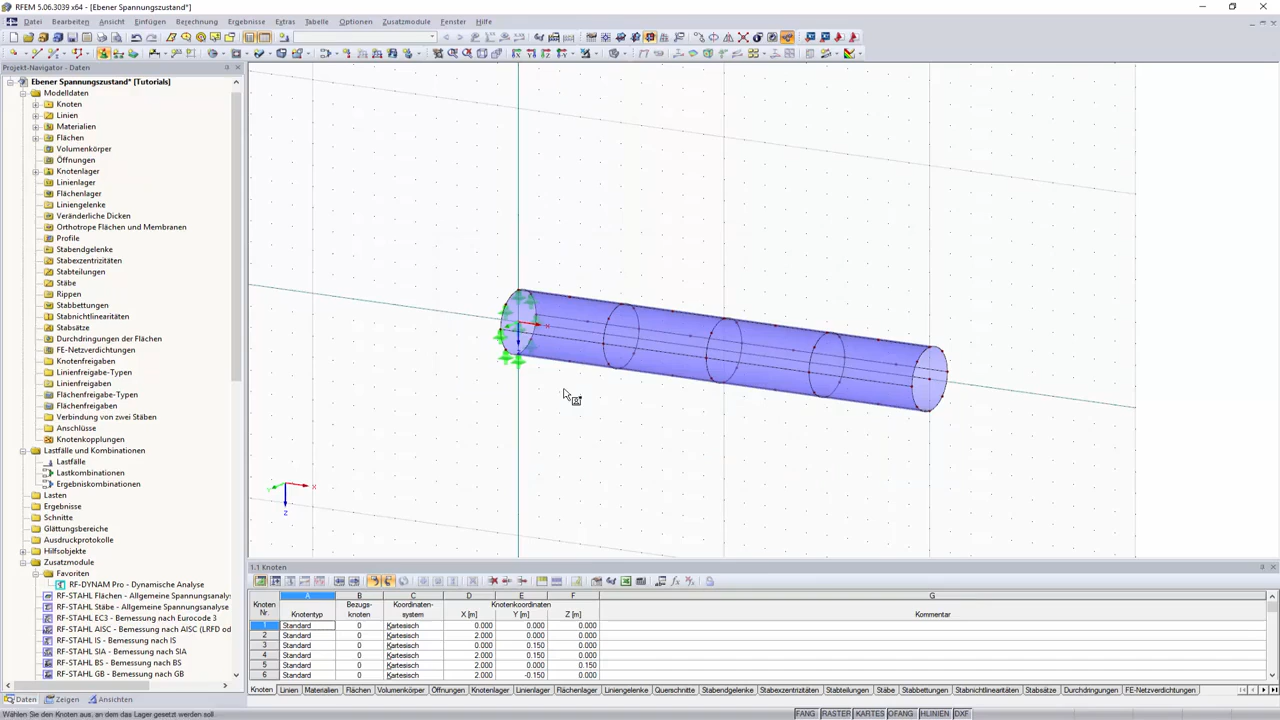 RFEM 5.06.3039 x64 - [Ebener Spannungszustand*]
Datei Bearbeiten Ansicht Einfügen Berechnung Ergebnisse Extras Tabelle Optionen Zusatzmodule Fenster Hilfe
Projekt-Navigator - Daten
Ebener Spannungszustand* [Tutorials]
Modelldaten
Knoten
Linien
Materialien
Flächen
Volumenkörper
Öffnungen
Knotenlager
Linienlager
Flächenlager
Liniengelenke
Veränderliche Dicken
Orthotrope Flächen und Membranen
Profile
Stabendgelenke
Stabexzentrizitäten
Stabteilungen
Stäbe
Rippen
Stabbettungen
Stabnichtlinearitäten
Stabsätze
Durchdringungen der Flächen
FE-Netzverdichtungen
Knotenfreigaben
Linienfreigabe-Typen
Linienfreigaben
Flächenfreigabe-Typen
Flächenfreigaben
Verbindung von zwei Stäben
Anschlüsse
Knotenkopplungen
Lastfälle und Kombinationen
Lastfälle
Lastkombinationen
Ergebniskombinationen
Lasten
Ergebnisse
Schnitte
Glättungsbereiche
Ausdruckprotokolle
Hilfsobjekte
Zusatzmodule
Favoriten
RF-DYNAM Pro - Dynamische Analyse
RF-STAHL Flächen - Allgemeine Spannungsanalys
RF-STAHL Stäbe - Allgemeine Spannungsanalyse
RF-STAHL EC3 - Bemessung nach Eurocode 3
RF-STAHL AISC - Bemessung nach AISC (LRFD od
RF-STAHL IS - Bemessung nach IS
RF-STAHL SIA - Bemessung nach SIA
RF-STAHL BS - Bemessung nach BS
RF-STAHL GB - Bemessung nach GB
Daten Zeigen Ansichten
x
x
z
1.1 Knoten
A B C D E F G
Knoten Nr. Knotentyp Bezugs-knoten Koordinaten-system Knotenkoordinaten X [m] Y [m] Z [m] Kommentar
1 Standard 0 Kartesisch 0.000 0.000 0.000
2 Standard 0 Kartesisch 2.000 0.000 0.000
3 Standard 0 Kartesisch 0.000 0.150 0.000
4 Standard 0 Kartesisch 2.000 0.150 0.000
5 Standard 0 Kartesisch 2.000 0.000 0.150
6 Standard 0 Kartesisch 2.000 -0.150 0.000
Knoten Linien Materialien Flächen Volumenkörper Öffnungen Knotenlager Linienlager Flächenlager Liniengelenke Querschnitte Stabendgelenke Stabexzentrizitäten Stabteilungen Stäbe Stabbettungen Stabnichtlinearitäten Stabsätze Durchdringungen FE-Netzverdichtungen
Wählen Sie den Knoten aus, an dem das Lager gesetzt werden soll
FANG RASTER KARTES OFANG HLINIEN DXF